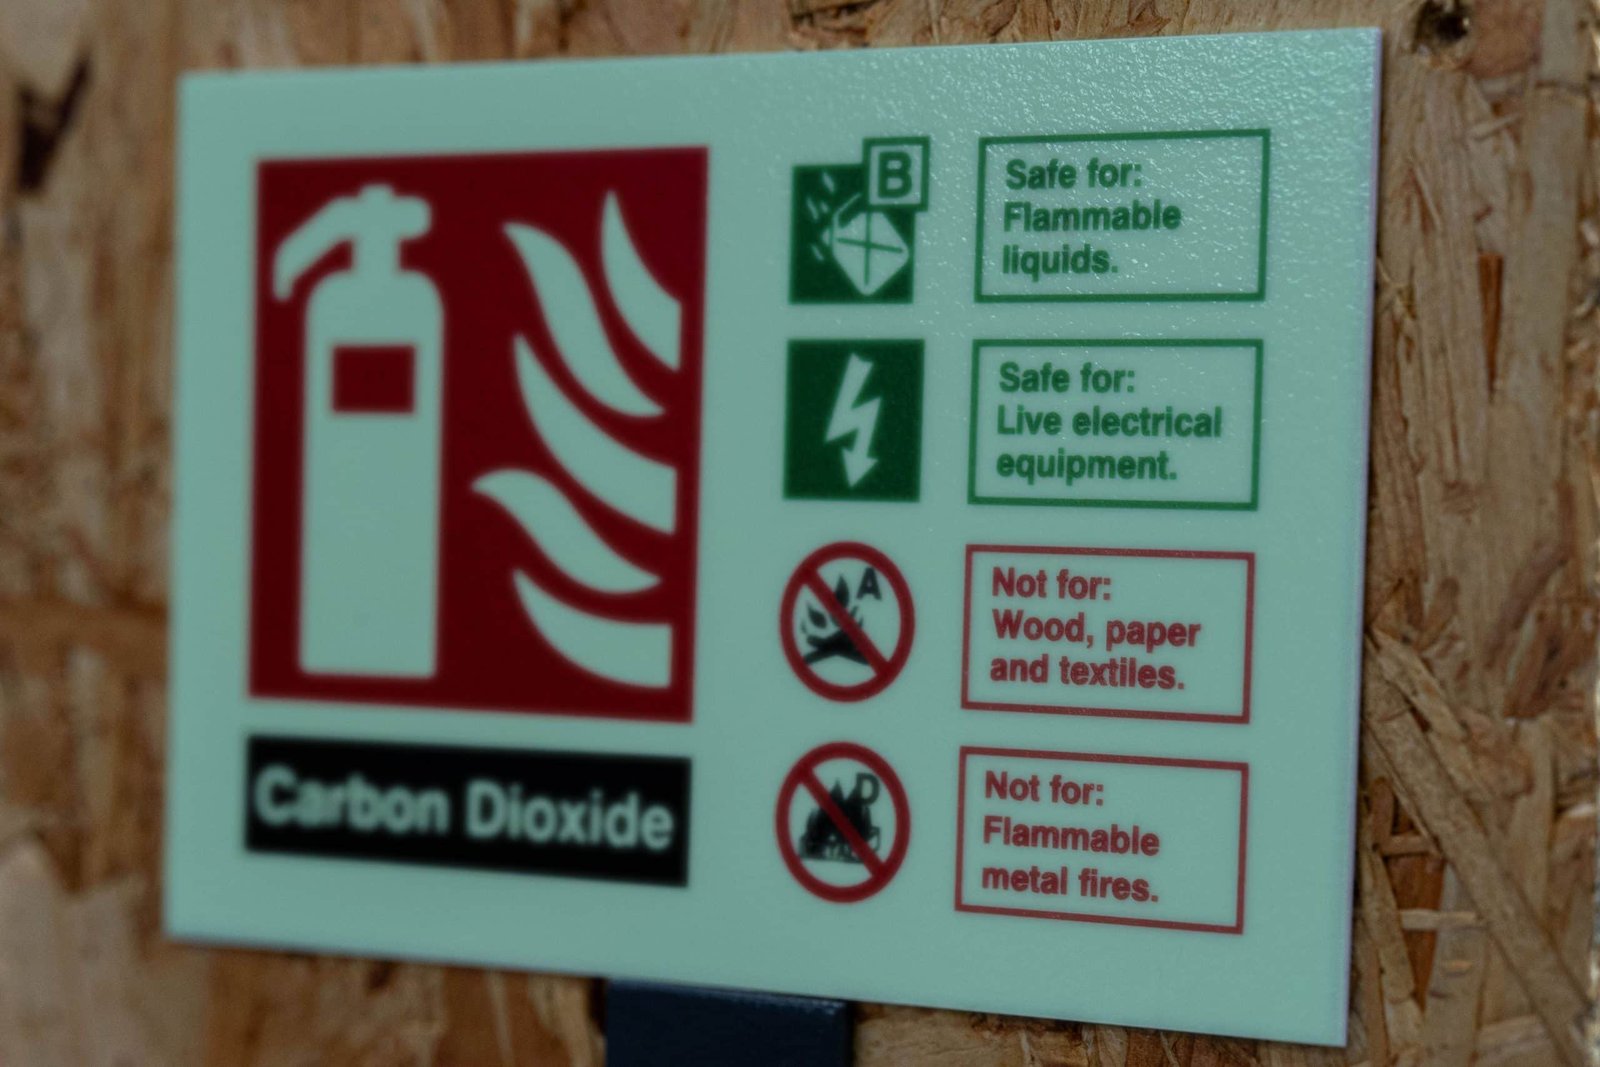 Carbon Dioxide
B
Safe for:
Flammable
liquids.
Safe for:
Live electrical
equipment.
A
Not for:
Wood, paper
and textiles.
D
Not for:
Flammable
metal fires.